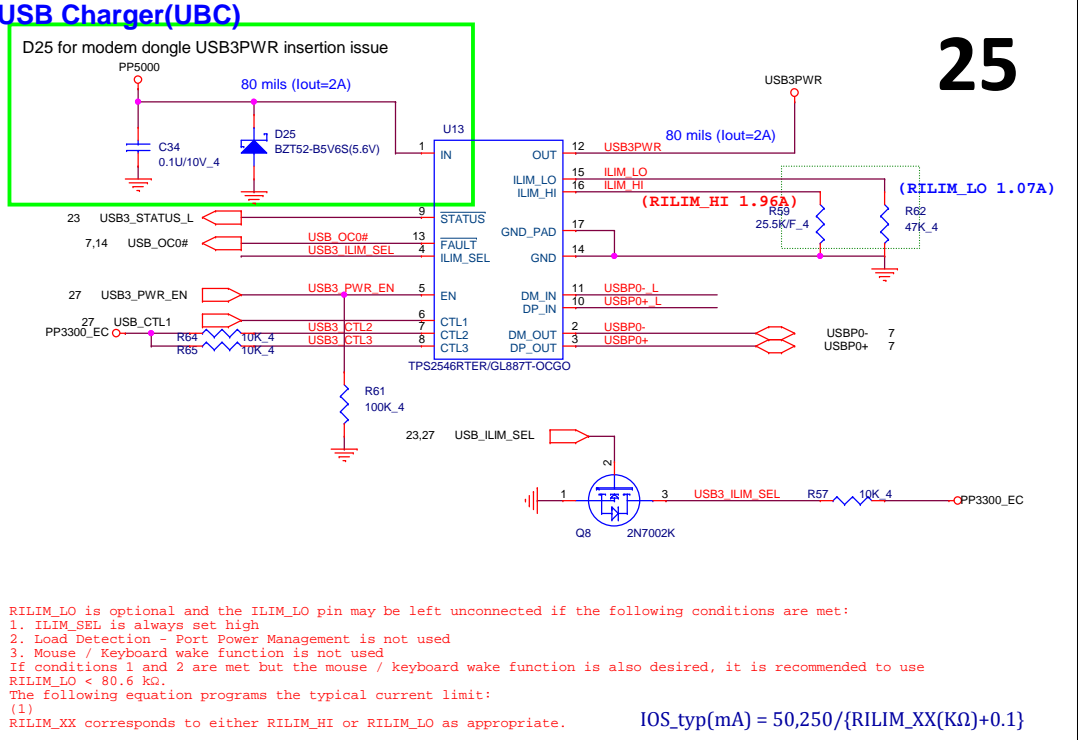 USB Charger(UBC)
D25 for modem dongle USB3PWR insertion issue
25
PP5000
80 mils (Iout=2A)
USB3PWR
C34
0.1U/10V_4
D25
BZT52-B5V6S(5.6V)
U13
80 mils (Iout=2A)
1
IN
OUT
12
USB3PWR
ILIM_LO
15
ILIM_LO
ILIM_HI
16
ILIM_HI
(RILIM_LO 1.07A)
(RILIM_HI 1.96A)
R59
25.5K/F_4
R62
47K_4
23
USB3_STATUS_L
9
STATUS
GND_PAD
17
7,14
USB_OC0#
USB_OC0#
13
FAULT
USB3_ILIM_SEL
4
ILIM_SEL
GND
14
27
USB3_PWR_EN
USB3_PWR_EN
5
EN
DM_IN
11
USBP0-_L
DP_IN
10
USBP0+_L
27
USB_CTL1
6
CTL1
PP3300_EC
R64
10K_4
USB3_CTL2
7
CTL2
DM_OUT
2
USBP0-
USBP0-
7
R65
10K_4
USB3_CTL3
8
CTL3
DP_OUT
3
USBP0+
USBP0+
7
TPS2546RTER/GL887T-OCGO
R61
100K_4
23,27
USB_ILIM_SEL
2
1
3
USB3_ILIM_SEL
R57
10K_4
PP3300_EC
Q8
2N7002K
RILIM_LO is optional and the ILIM_LO pin may be left unconnected if the following conditions are met:
1. ILIM_SEL is always set high
2. Load Detection - Port Power Management is not used
3. Mouse / Keyboard wake function is not used
If conditions 1 and 2 are met but the mouse / keyboard wake function is also desired, it is recommended to use
RILIM_LO < 80.6 kΩ.
The following equation programs the typical current limit:
(1)
RILIM_XX corresponds to either RILIM_HI or RILIM_LO as appropriate.
IOS_typ(mA) = 50,250/{RILIM_XX(KΩ)+0.1}